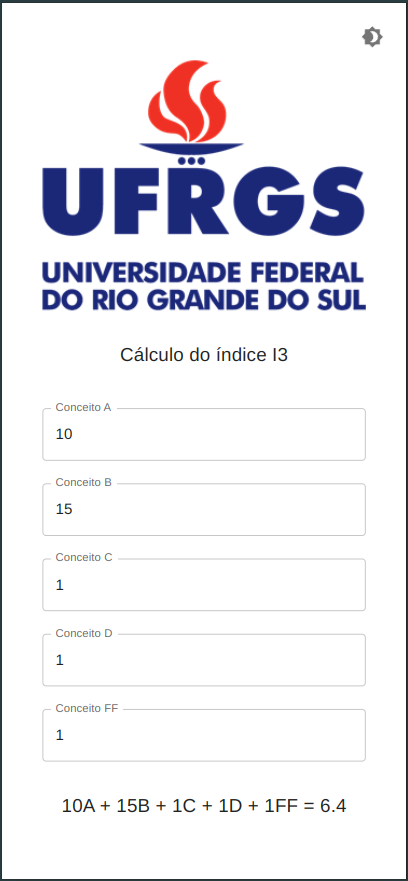 UFRGS
UNIVERSIDADE FEDERAL
DO RIO GRANDE DO SUL
Cálculo do índice I3
Conceito A
10
Conceito B
15
Conceito C
1
Conceito D
1
Conceito FF
1
10A + 15B + 1C + 1D + 1FF = 6.4